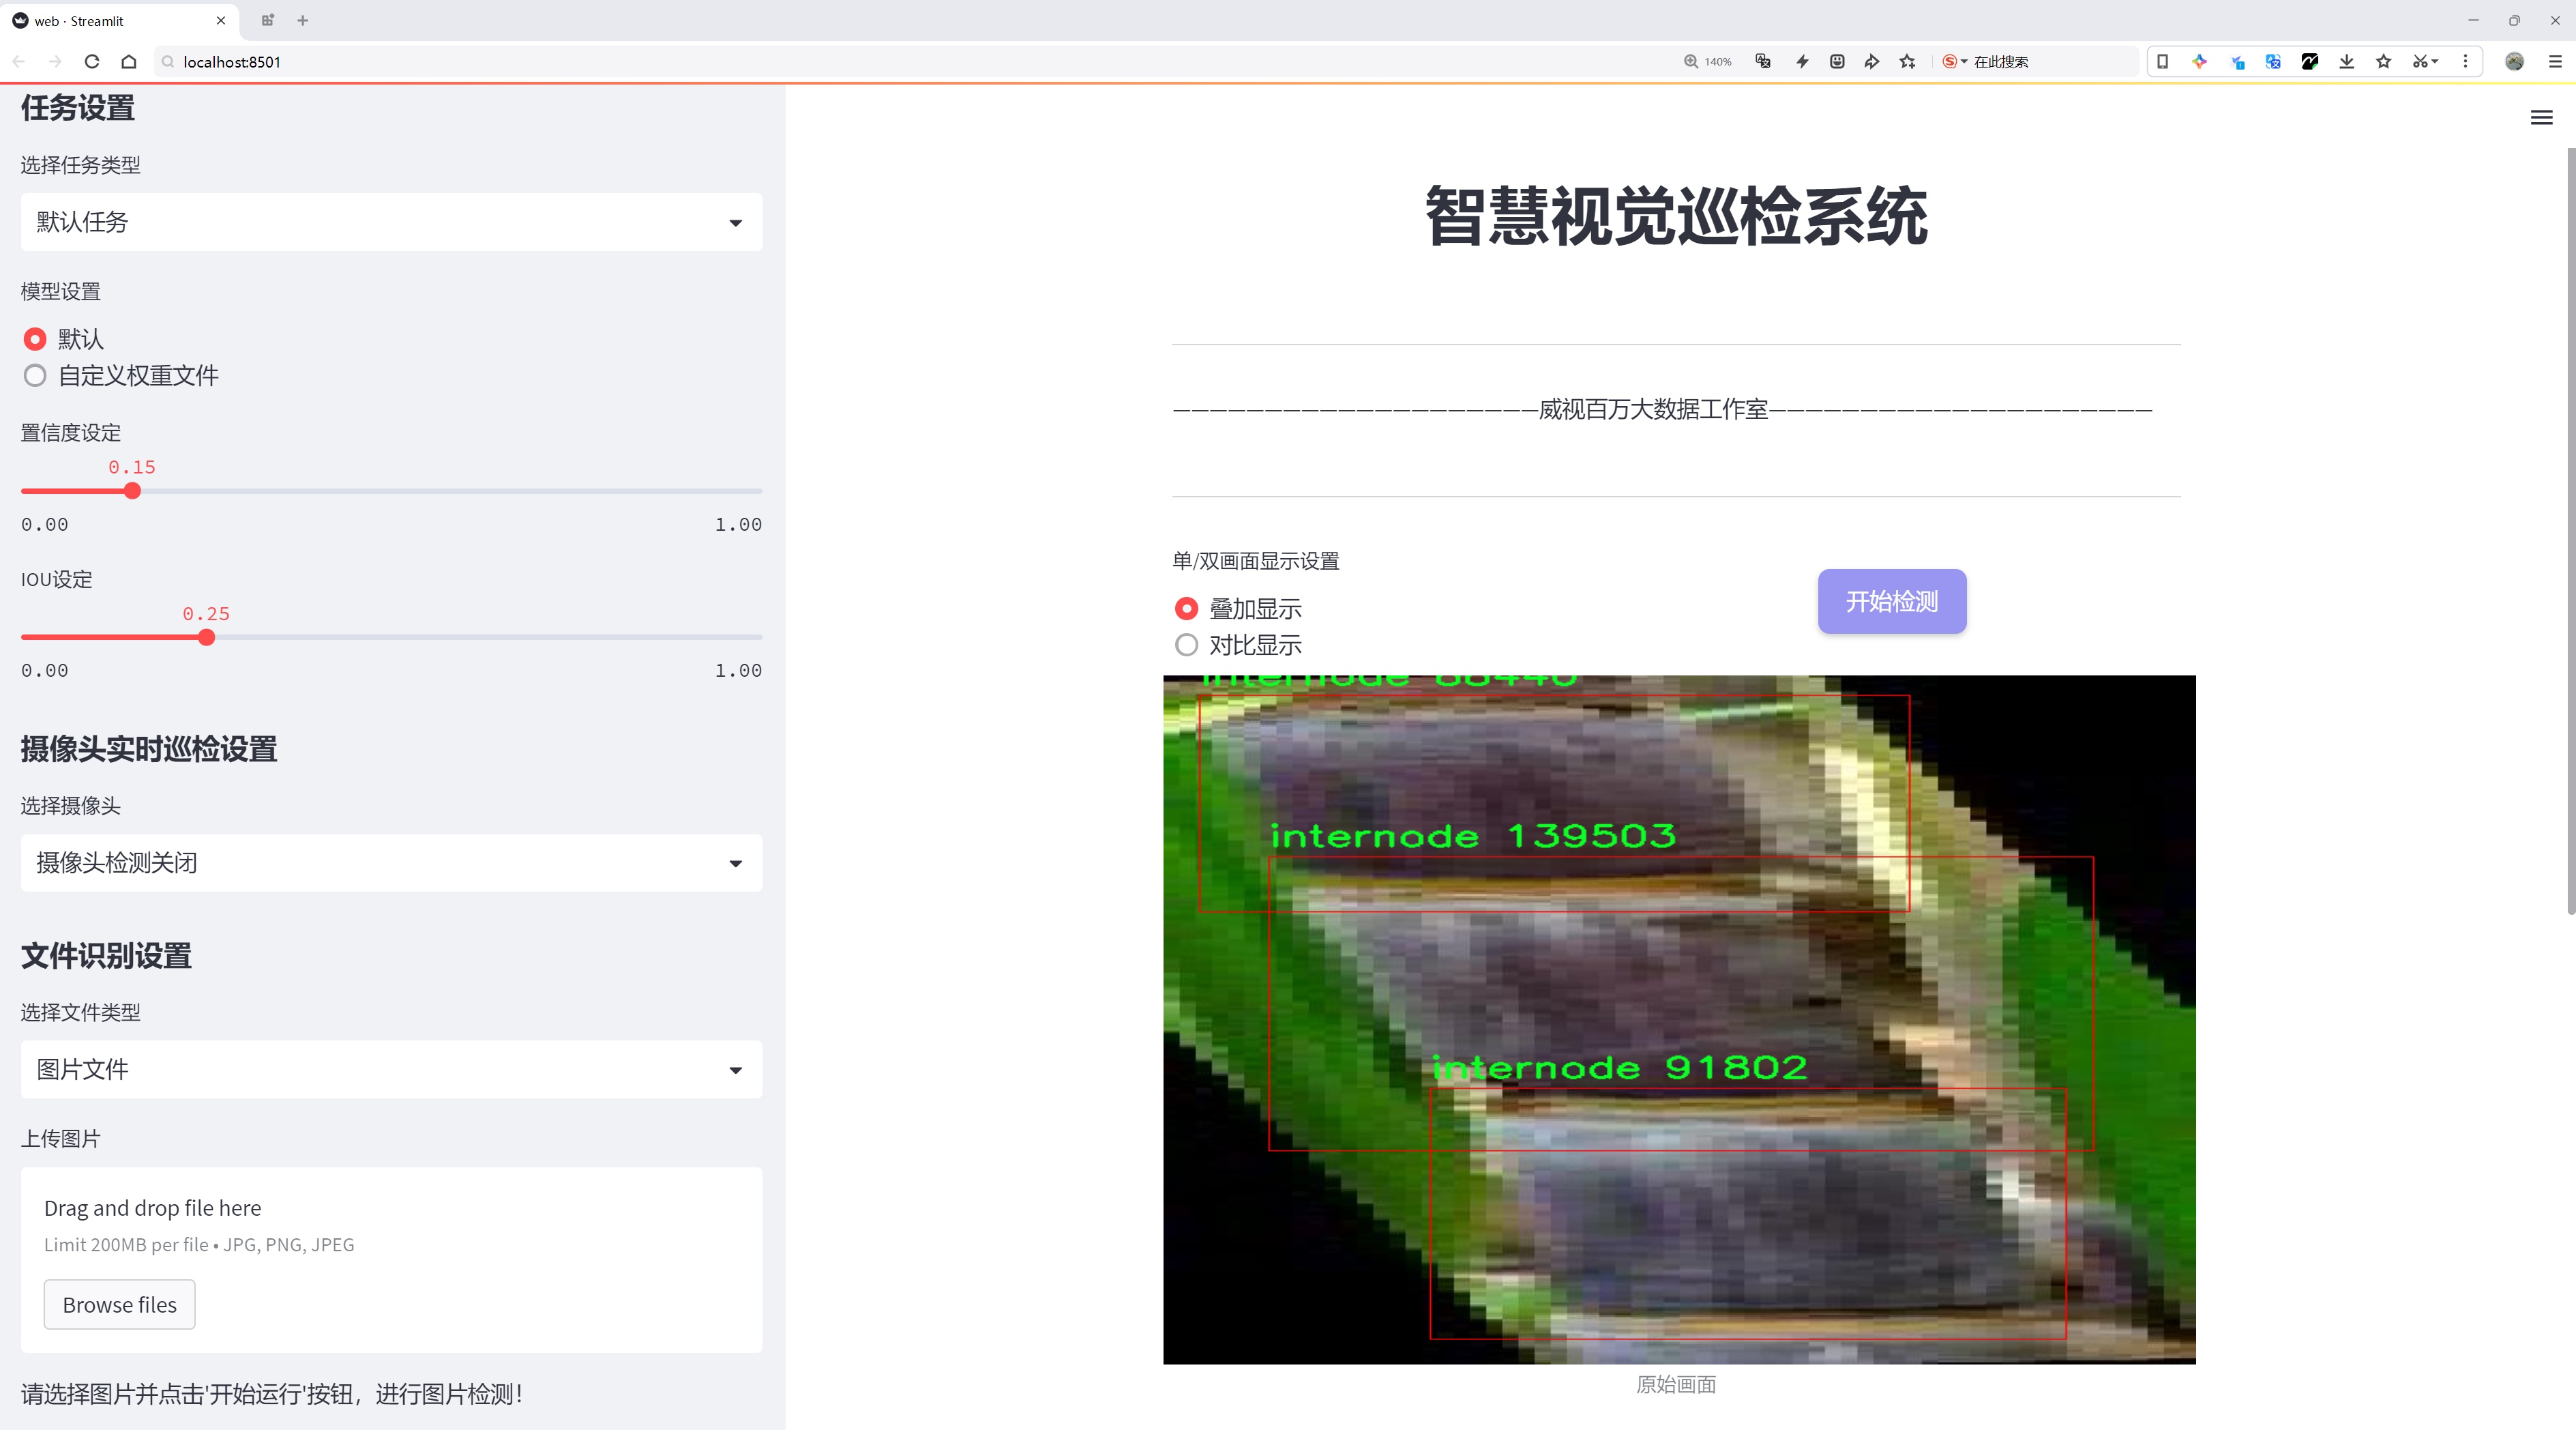 web · Streamlit
localhost:8501
140%
在此搜索
任务设置
选择任务类型
默认任务
模型设置
默认
自定义权重文件
置信度设定
0.15
0.00 1.00
IOU设定
0.25
0.00 1.00
摄像头实时巡检设置
选择摄像头
摄像头检测关闭
文件识别设置
选择文件类型
图片文件
上传图片
Drag and drop file here
Limit 200MB per file • JPG, PNG, JPEG
Browse files
请选择图片并点击'开始运行'按钮，进行图片检测！
智慧视觉巡检系统
————————————————————威视百万大数据工作室—————————————————————
单/双画面显示设置
叠加显示
对比显示
开始检测
internode
internode 139503
internode 91802
原始画面